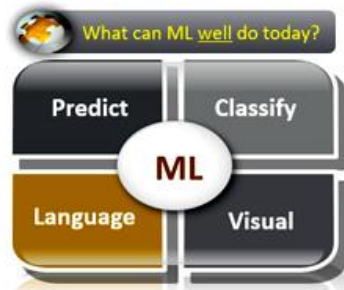 What can ML well do today?
Predict
Classify
ML
Language
Visual